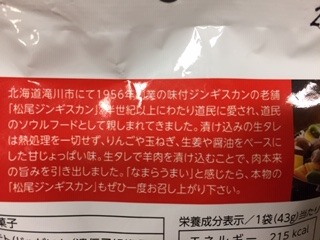 北海道滝川市にて1956年創業の味付ジンギスカンの老舗
「松尾ジンギスカン」。半世紀以上にわたり道民に愛され、道民
のソウルフードとして親しまれてきました。漬け込みの生タレ
は熱処理を一切せず、りんごや玉ねぎ、生姜や醤油をベースに
した甘じょっぱい味。生タレで羊肉を漬け込むことで、肉本来
の旨みを引き出しました。「なまらうまい」と感じたら、本物の
「松尾ジンギスカン」もぜひ一度お召し上がり下さい。
菓子
栄養成分表示/1袋(43g)当たり
エネルギー 215 kcal